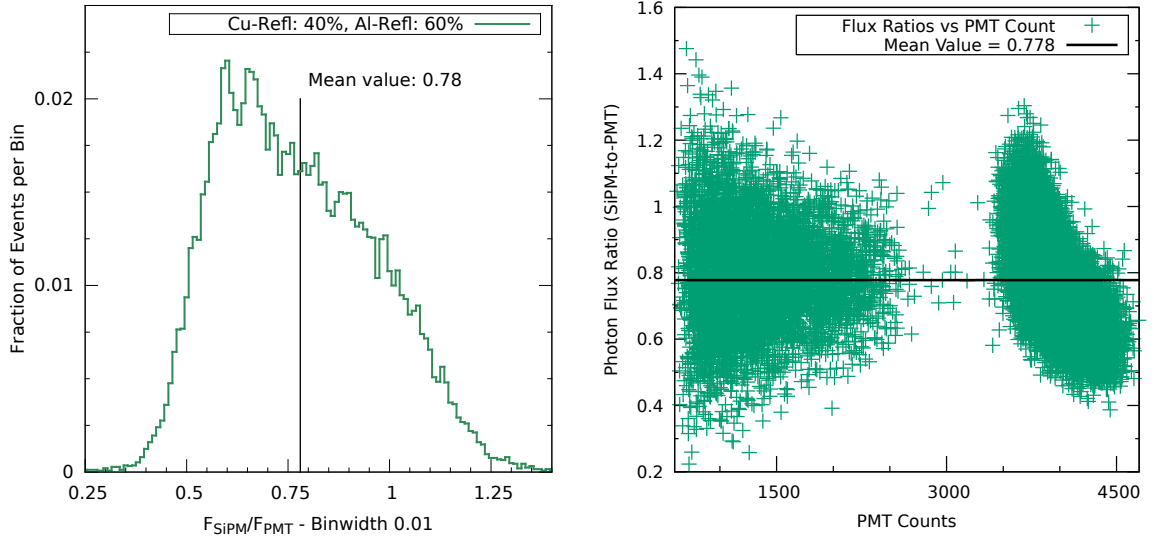 Cu-Refl: 40%, Al-Refl: 60%
Mean value: 0.78
Fraction of Events per Bin
0.02
0.01
0
0.25
0.5
0.75
1
1.25
F_SiPM/F_PMT - Binwidth 0.01
Flux Ratios vs PMT Count
Mean Value = 0.778
Photon Flux Ratio (SiPM-to-PMT)
1.6
1.4
1.2
1
0.8
0.6
0.4
0.2
1500
3000
4500
PMT Counts